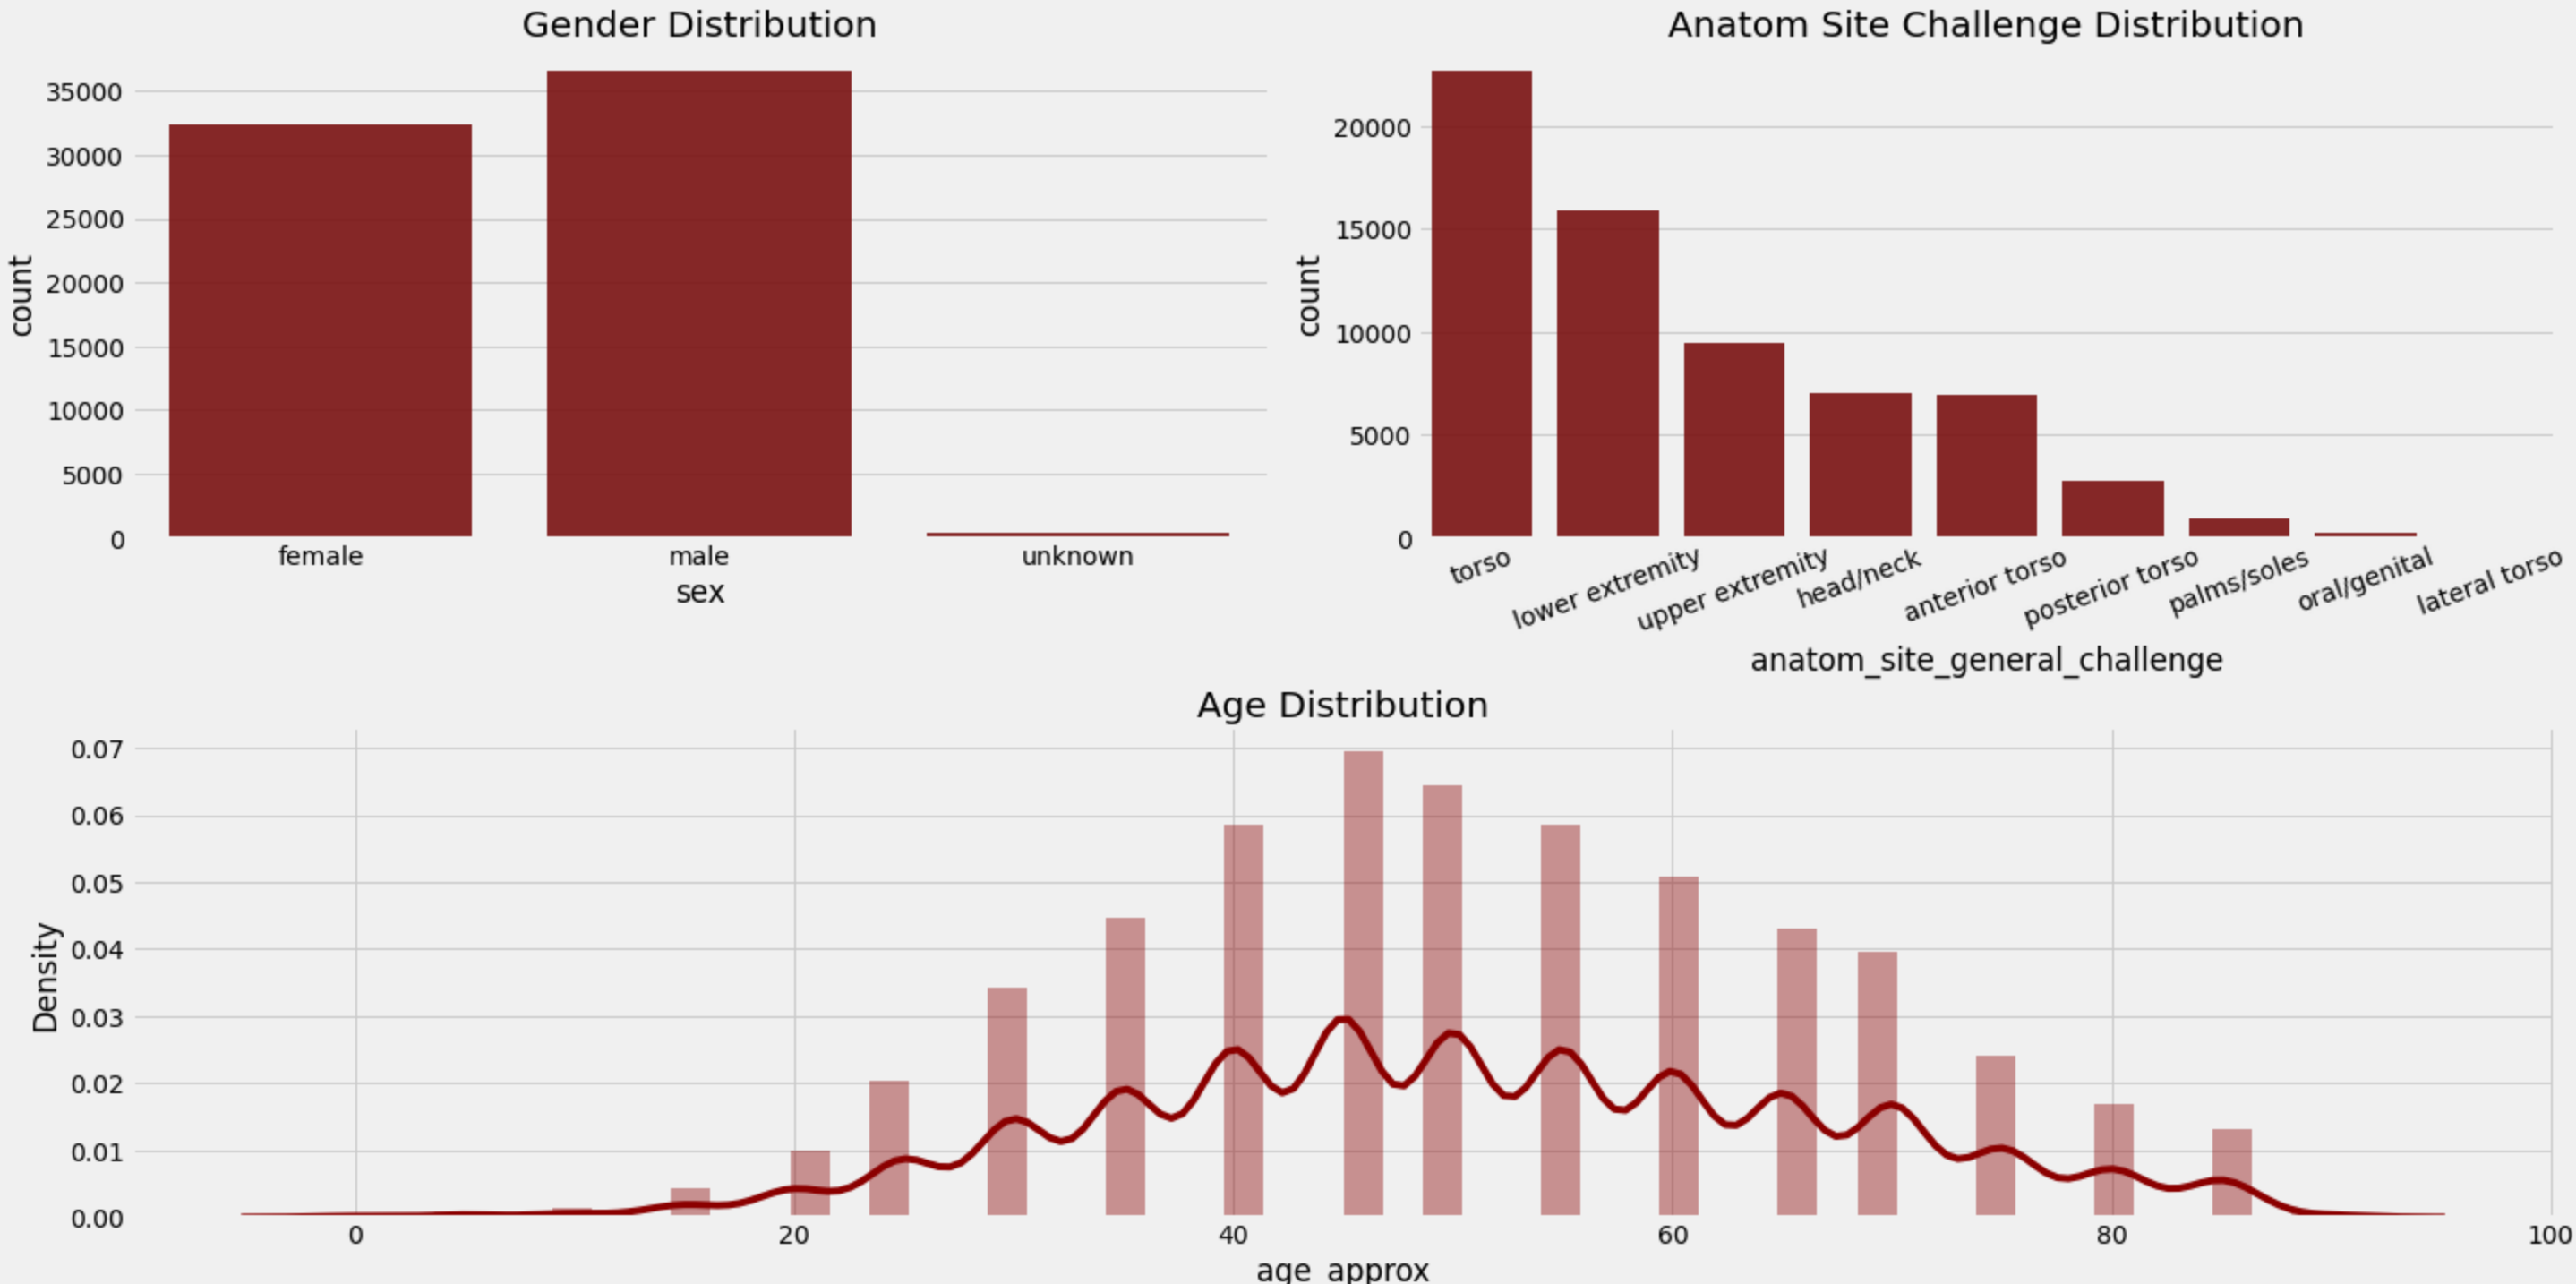 Gender Distribution
35000
30000
25000
20000
15000
10000
5000
0
count
female male unknown
sex
Anatom Site Challenge Distribution
20000
15000
10000
5000
0
count
torso
lower extremity
upper extremity
head/neck
anterior torso
posterior torso
palms/soles
oral/genital
lateral torso
anatom_site_general_challenge
Age Distribution
0.07
0.06
0.05
0.04
0.03
0.02
0.01
0.00
Density
0 20 40 60 80 100
age_approx